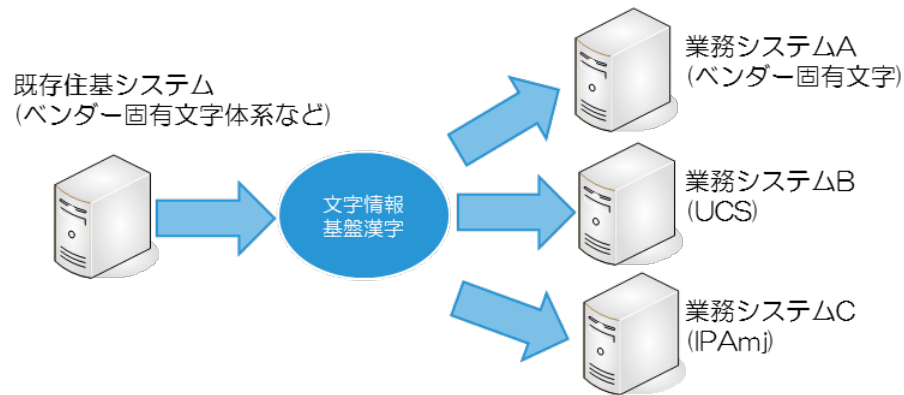 既存住基システム
(ベンダー固有文字体系など)
文字情報
基盤漢字
業務システムA
(ベンダー固有文字)
業務システムB
(UCS)
業務システムC
(IPAmj)